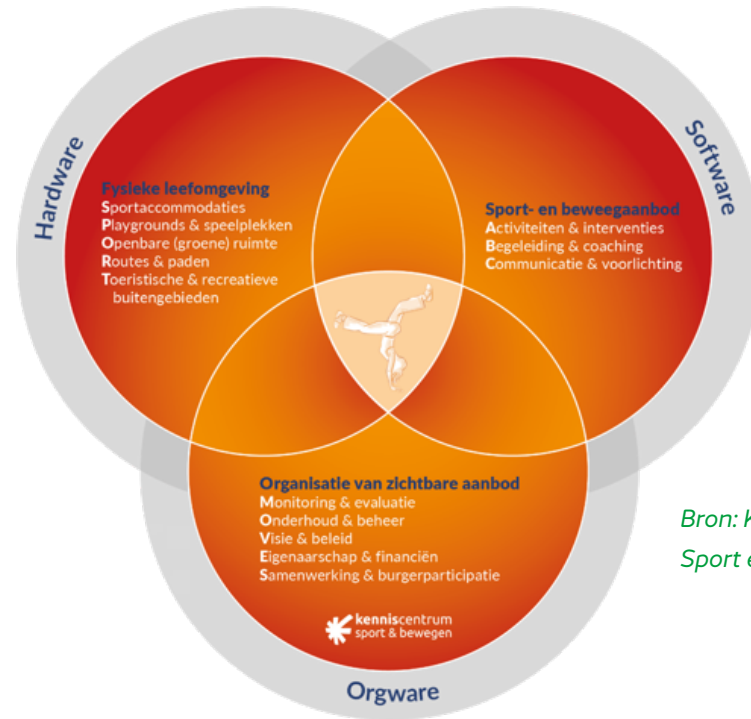 Hardware
Software
Fysieke leefomgeving
Sportaccommodaties
Playgrounds & speelplekken
Openbare (groene) ruimte
Routes & paden
Toeristische & recreatieve
buitengebieden
Sport- en beweegaanbod
Activiteiten & interventies
Begeleiding & coaching
Communicatie & voorlichting
Organisatie van zichtbare aanbod
Monitoring & evaluatie
Onderhoud & beheer
Visie & beleid
Eigenaarschap & financiën
Samenwerking & burgerparticipatie
kenniscentrum
sport & bewegen
Orgware
Bron:
Sport